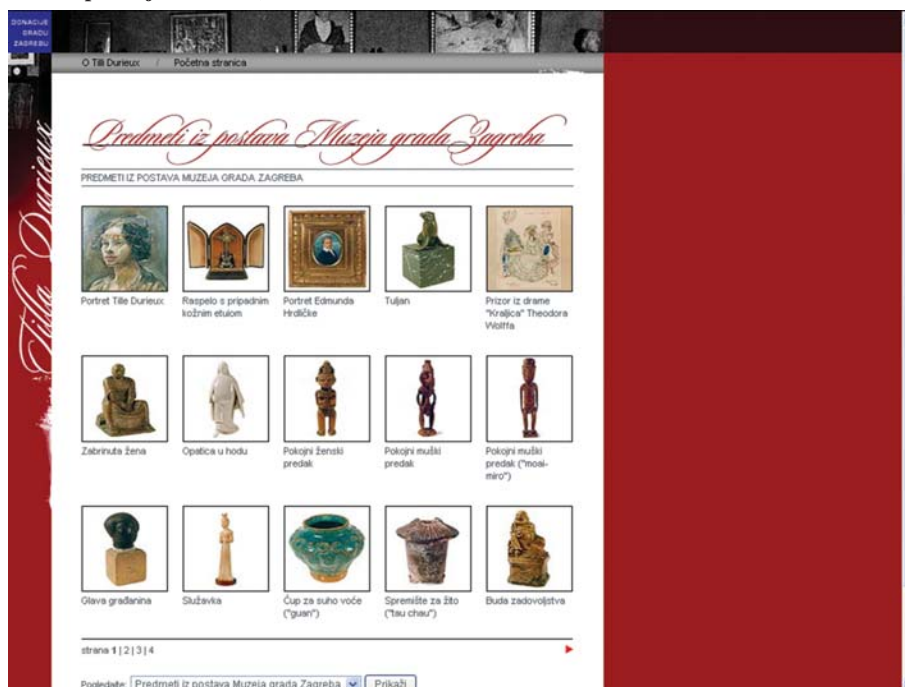 DONACIJE
GRADU
ZAGREBU
O Tilli Durieux / Početna stranica
Tilla Durieux
Predmeti iz postava Muzeja grada Zagreba
PREDMETI IZ POSTAVA MUZEJA GRADA ZAGREBA
Portret Tille Durieux
Raspelo s pripadnim
kožnim etuiom
Portret Edmunda
Hrdličke
Tuljan
Prizor iz drame
"Kraljica" Theodora
Wolffa
Zabrinuta žena
Opatica u hodu
Pokojni ženski
predak
Pokojni muški
predak
Pokojni muški
predak ("moai-
miro")
Glava građanina
Služavka
Ćup za suho voće
("guan")
Spremište za žito
("tau chau")
Buda zadovoljstva
strana 1 | 2 | 3 | 4
Pogledajte: Predmeti iz postava Muzeja grada Zagreba Prikaži